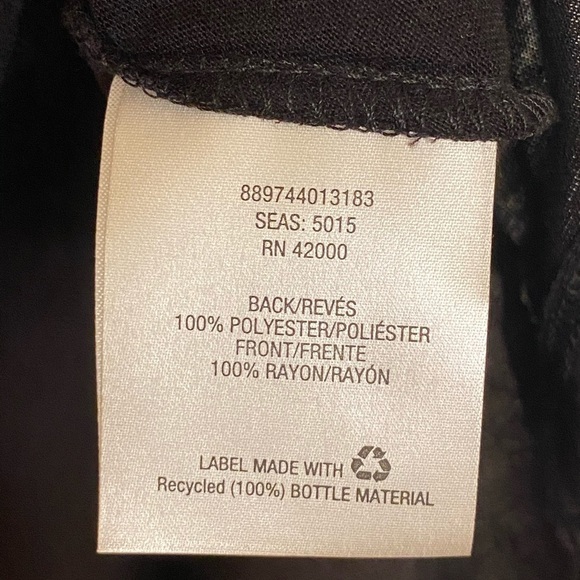 889744013183
SEAS: 5015
RN 42000
BACK/REVÉS
100% POLYESTER/POLIÉSTER
FRONT/FRENTE
100% RAYON/RAYÓN
LABEL MADE WITH
Recycled (100%) BOTTLE MATERIAL